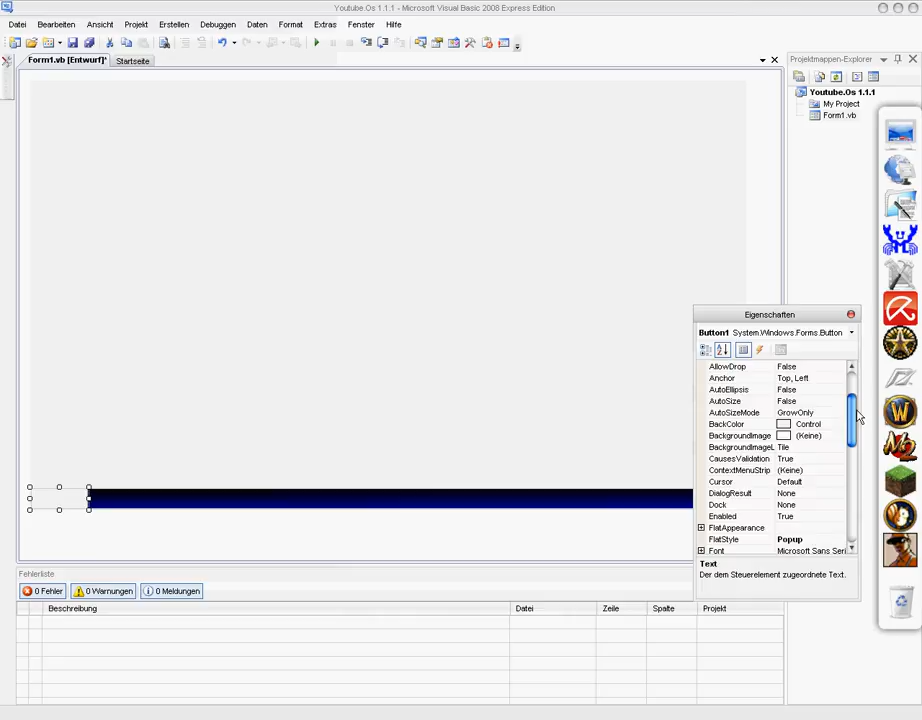 Youtube.Os 1.1.1 - Microsoft Visual Basic 2008 Express Edition
Datei Bearbeiten Ansicht Projekt Erstellen Debuggen Daten Format Extras Fenster Hilfe
Form1.vb [Entwurf]* Startseite
Projektmappen-Explorer
Youtube.Os 1.1.1
My Project
Form1.vb
Eigenschaften
Button1 System.Windows.Forms.Button
AllowDrop False
Anchor Top, Left
AutoEllipsis False
AutoSize False
AutoSizeMode GrowOnly
BackColor Control
BackgroundImage (Keine)
BackgroundImageL Tile
CausesValidation True
ContextMenuStrip (Keine)
Cursor Default
DialogResult None
Dock None
Enabled True
FlatAppearance
FlatStyle Popup
Font Microsoft Sans Seri
Text
Der dem Steuerelement zugeordnete Text.
Fehlerliste
0 Fehler 0 Warnungen 0 Meldungen
Beschreibung Datei Zeile Spalte Projekt